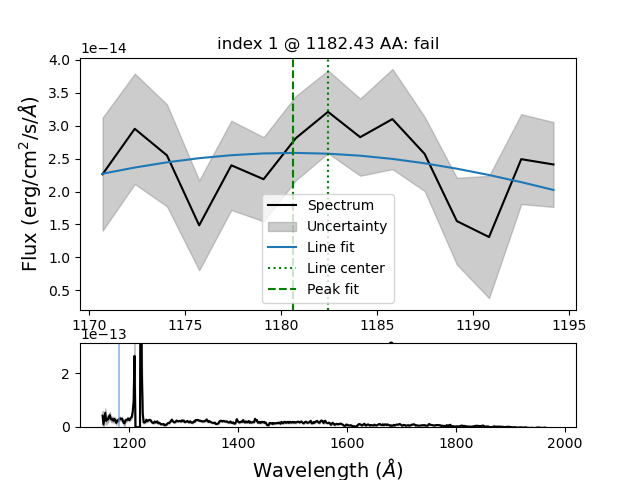 index 1 @ 1182.43 AA: fail
1e−14
4.0
3.5
3.0
2.5
2.0
1.5
1.0
0.5
Flux (erg/cm²/s/Å)
Spectrum
Uncertainty
Line fit
Line center
Peak fit
1170 1175 1180 1185 1190 1195
1e−13
2
0
1200 1400 1600 1800 2000
Wavelength (Å)